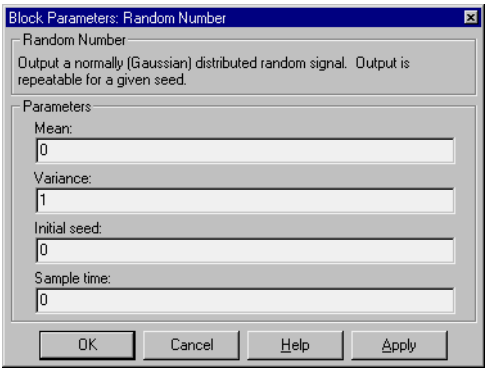 Block Parameters: Random Number
Random Number
Output a normally (Gaussian) distributed random signal. Output is
repeatable for a given seed.
Parameters
Mean:
0
Variance:
1
Initial seed:
0
Sample time:
0
OK Cancel Help Apply